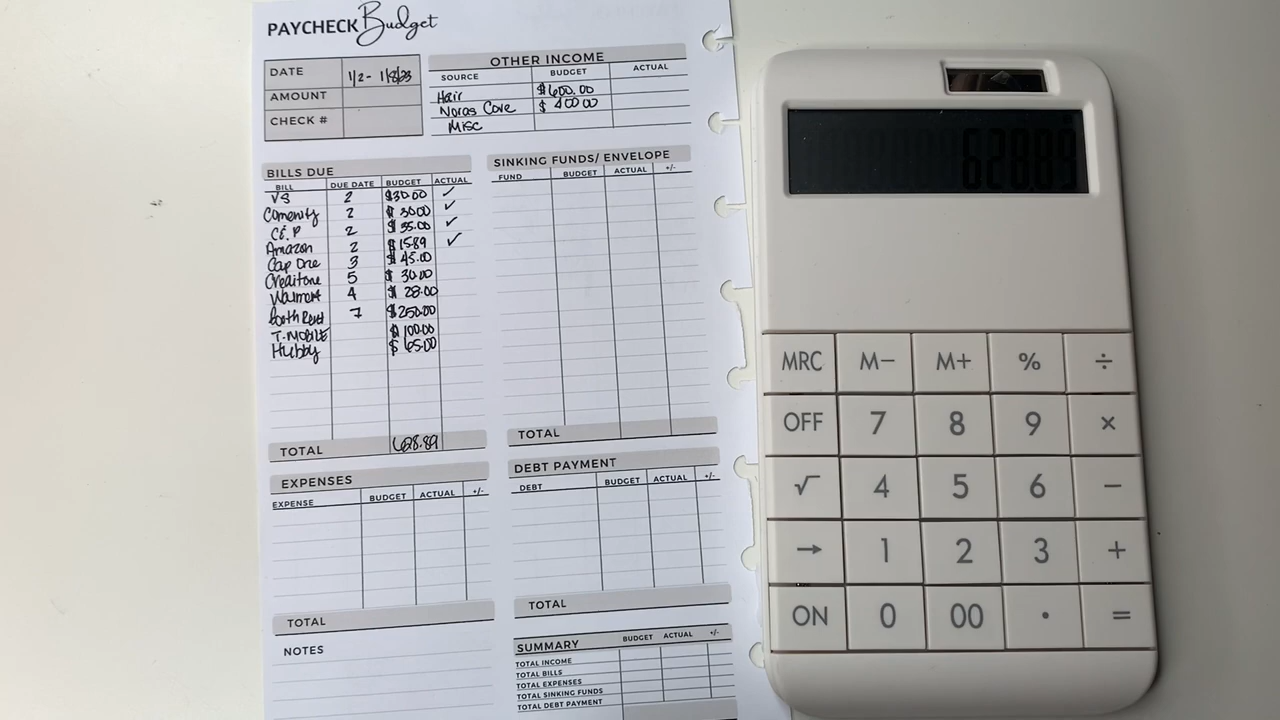 PAYCHECK Budget
DATE 1/2 - 1/8/23
AMOUNT
CHECK #
OTHER INCOME
SOURCE BUDGET ACTUAL
Hair $600.00
Noras Cove $400.00
Misc
BILLS DUE
BILL DUE DATE BUDGET ACTUAL
VS 2 $30.00 ✓
Comenity 2 $30.00 ✓
2 $35.00 ✓
Amazon 2 $15.89 ✓
Cap One 3 $45.00
Creditone 5 $30.00
Walmart 4 $28.00
Booth Rent 7 $250.00
T.MOBILE $100.00
Hubby $65.00
TOTAL 628.89
SINKING FUNDS/ ENVELOPE
FUND BUDGET ACTUAL +/-
TOTAL
EXPENSES
EXPENSE BUDGET ACTUAL +/-
TOTAL
DEBT PAYMENT
DEBT BUDGET ACTUAL +/-
TOTAL
NOTES
SUMMARY BUDGET ACTUAL +/-
TOTAL INCOME
TOTAL BILLS
TOTAL EXPENSES
TOTAL SINKING FUNDS
TOTAL DEBT PAYMENT
628.89
MRC M− M+ % ÷
OFF 7 8 9 ×
√ 4 5 6 −
→ 1 2 3 +
ON 0 00 · =